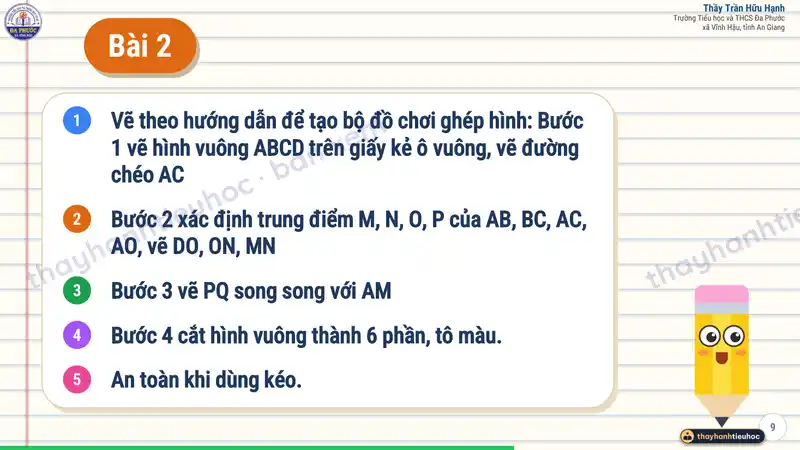 Thầy Trần Hữu Hạnh
Trường Tiểu học và THCS Đa Phước
xã Vĩnh Hậu, tỉnh An Giang
ĐA PHƯỚC
Bài 2
1 Vẽ theo hướng dẫn để tạo bộ đồ chơi ghép hình: Bước
1 vẽ hình vuông ABCD trên giấy kẻ ô vuông, vẽ đường
chéo AC
2 Bước 2 xác định trung điểm M, N, O, P của AB, BC, AC,
AO, vẽ DO, ON, MN
3 Bước 3 vẽ PQ song song với AM
4 Bước 4 cắt hình vuông thành 6 phần, tô màu.
5 An toàn khi dùng kéo.
thayhanhtieuhoc
9